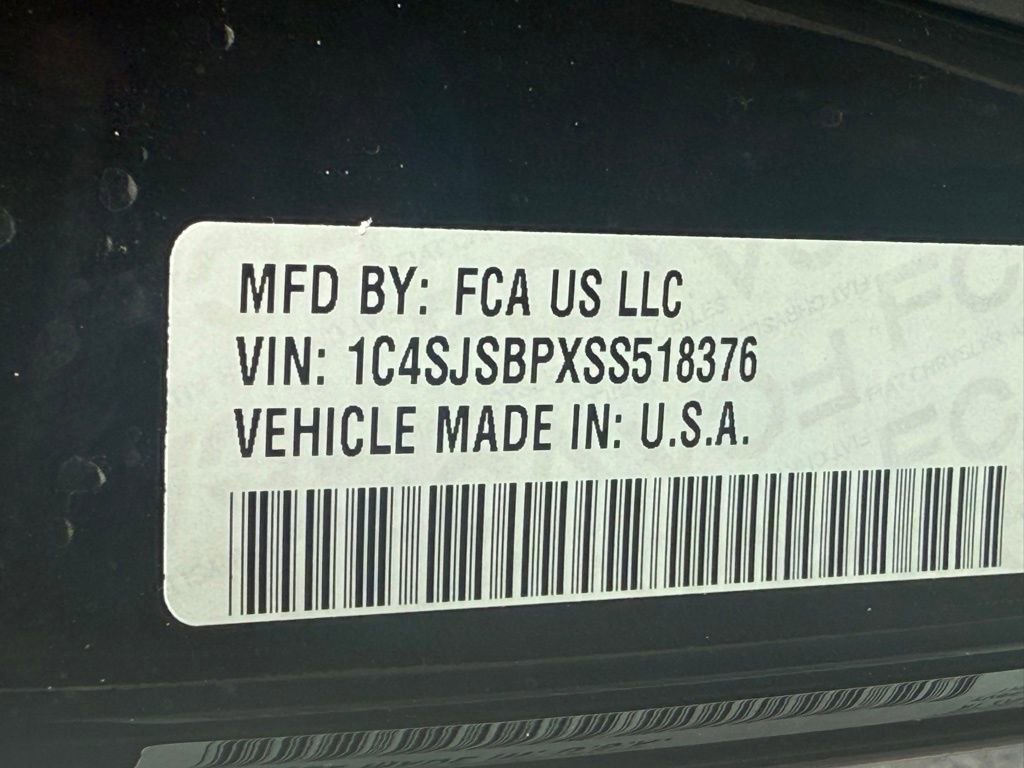 MFD BY: FCA US LLC
VIN: 1C4SJSBPXSS518376
VEHICLE MADE IN: U.S.A.